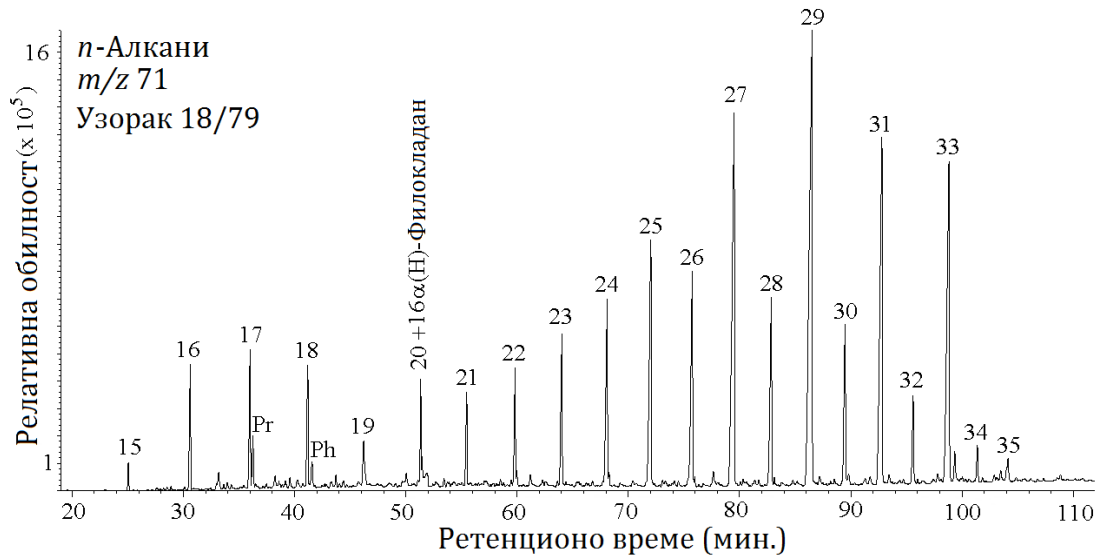 n-Алкани
m/z 71
Узорак 18/79
Релативна обилност (x 10⁵)
16
1
15
16
17
Pr
18
Ph
19
20+16α(H)-Филокладан
21
22
23
24
25
26
27
28
29
30
31
32
33
34
35
20 30 40 50 60 70 80 90 100 110
Ретенционо време (мин.)